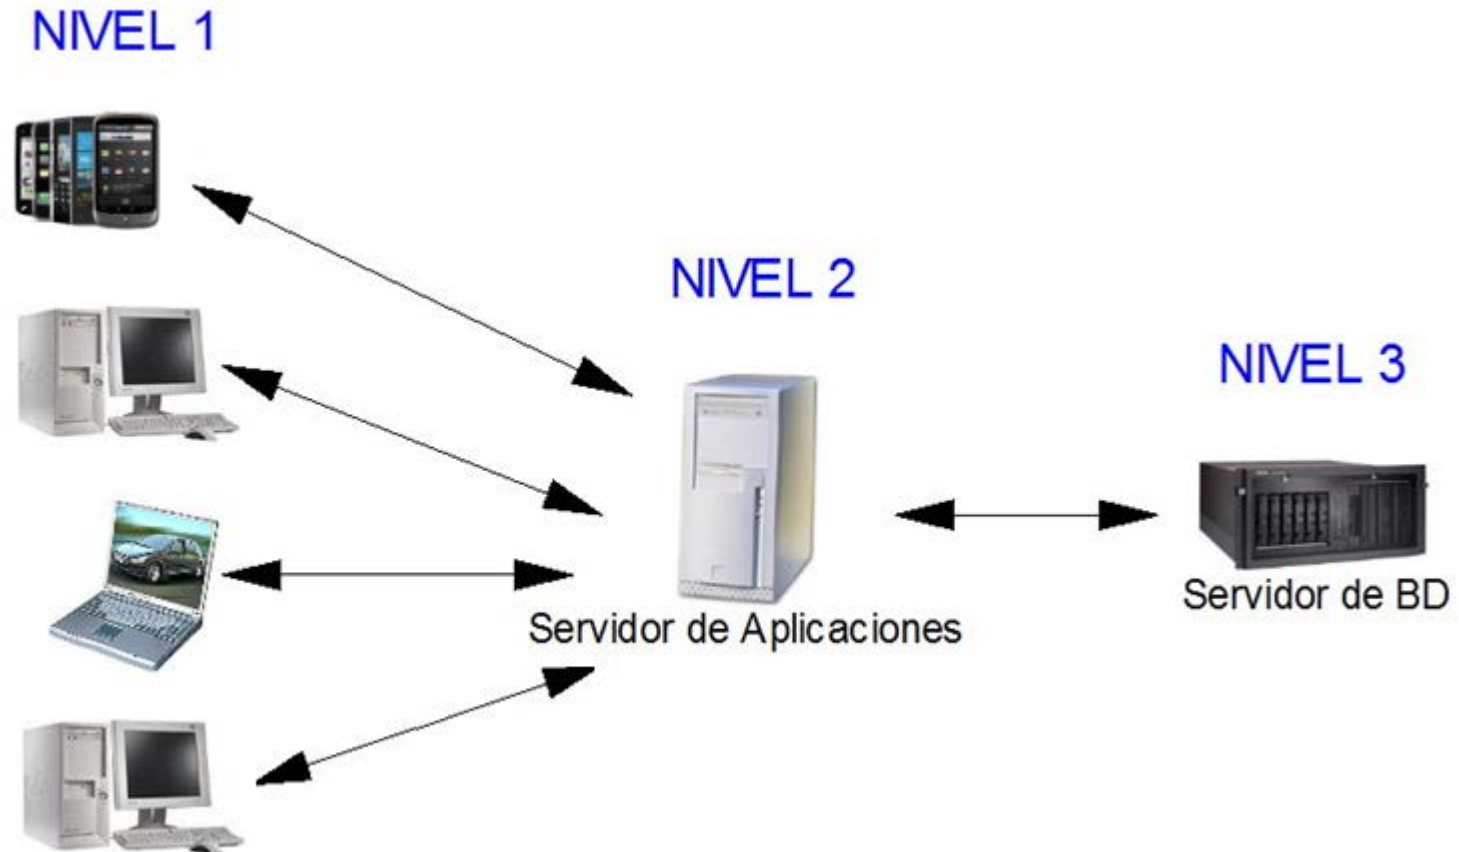 NIVEL 1
NIVEL 2
NIVEL 3
Servidor de Aplicaciones
Servidor de BD